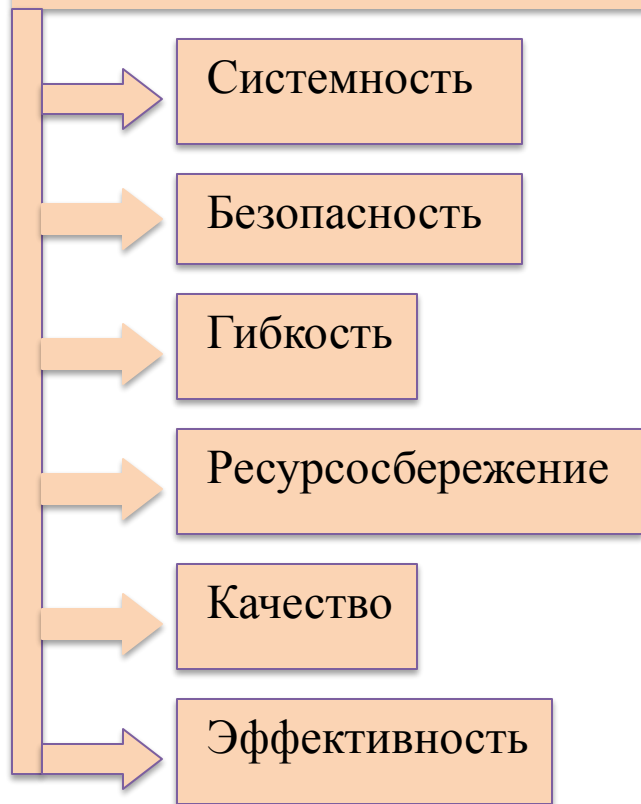 Системность
Безопасность
Гибкость
Ресурсосбережение
Качество
Эффективность